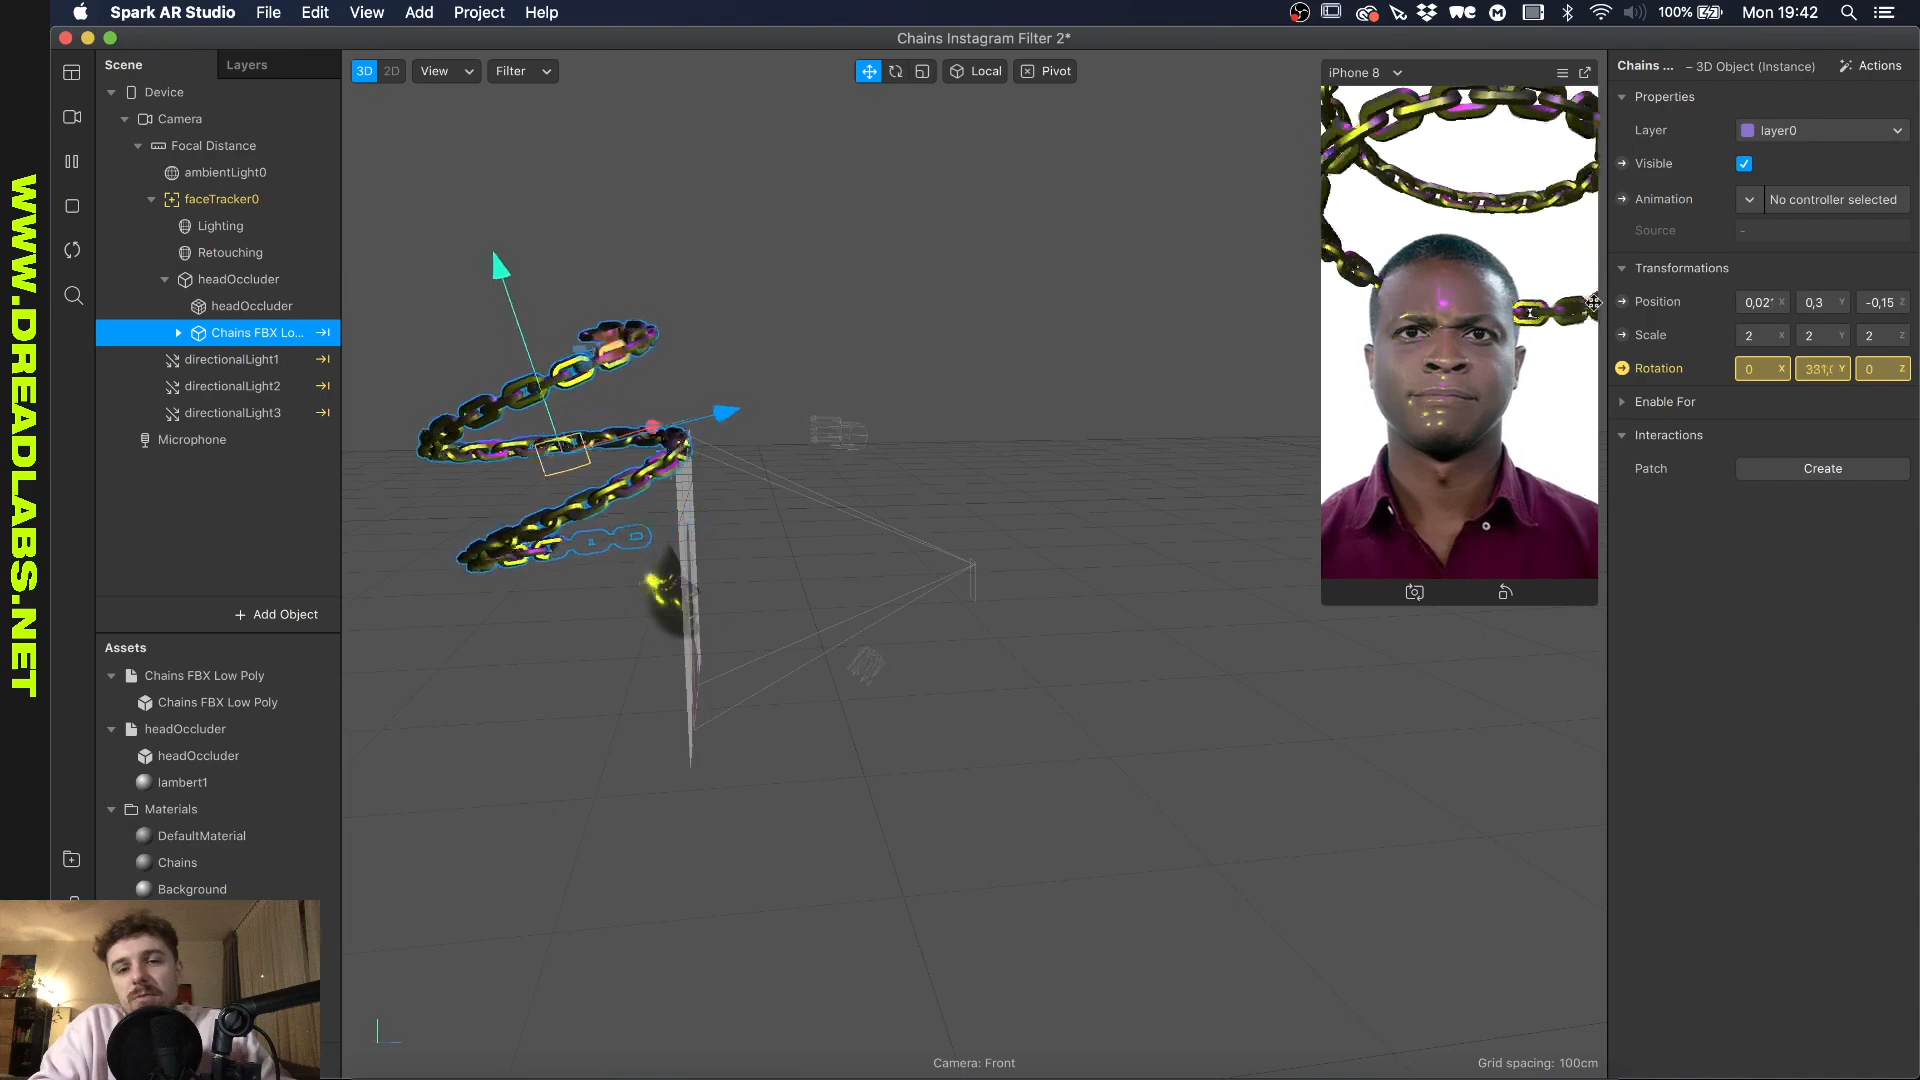 Spark AR Studio File Edit View Add Project Help
100% Mon 19:42
Chains Instagram Filter 2*
WWW.DREADLABS.NET
Scene Layers
Device
Camera
Focal Distance
ambientLight0
faceTracker0
Lighting
Retouching
headOccluder
headOccluder
Chains FBX Lo...
directionalLight1
directionalLight2
directionalLight3
Microphone
+ Add Object
Assets
Chains FBX Low Poly
Chains FBX Low Poly
headOccluder
headOccluder
lambert1
Materials
DefaultMaterial
Chains
Background
3D 2D View Filter Local Pivot
iPhone 8
Camera: Front
Grid spacing: 100cm
Chains ... – 3D Object (Instance) Actions
Properties
Layer layer0
Visible
Animation No controller selected
Source -
Transformations
Position 0,021 X 0,3 Y -0,15 Z
Scale 2 X 2 Y 2 Z
Rotation 0 X 331,0 Y 0 Z
Enable For
Interactions
Patch Create